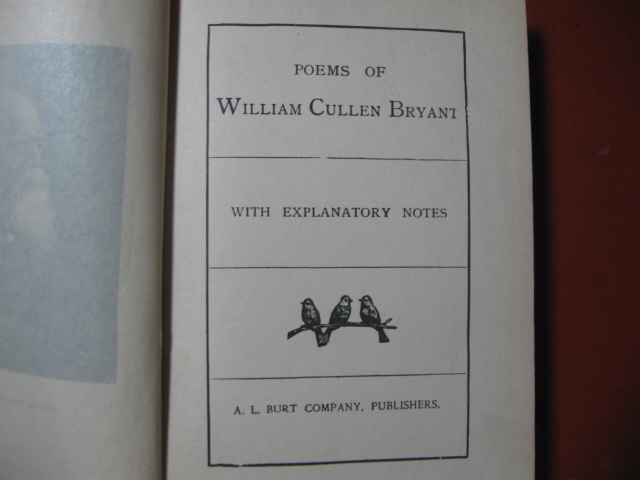 POEMS OF
WILLIAM CULLEN BRYANT
WITH EXPLANATORY NOTES
A. L. BURT COMPANY, PUBLISHERS.